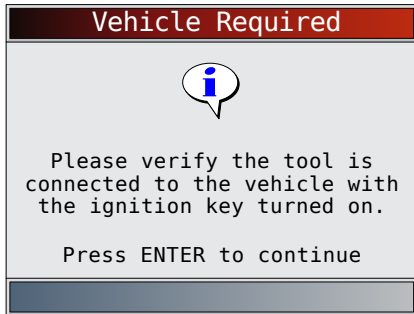 Vehicle Required
i
Please verify the tool is
connected to the vehicle with
the ignition key turned on.
Press ENTER to continue